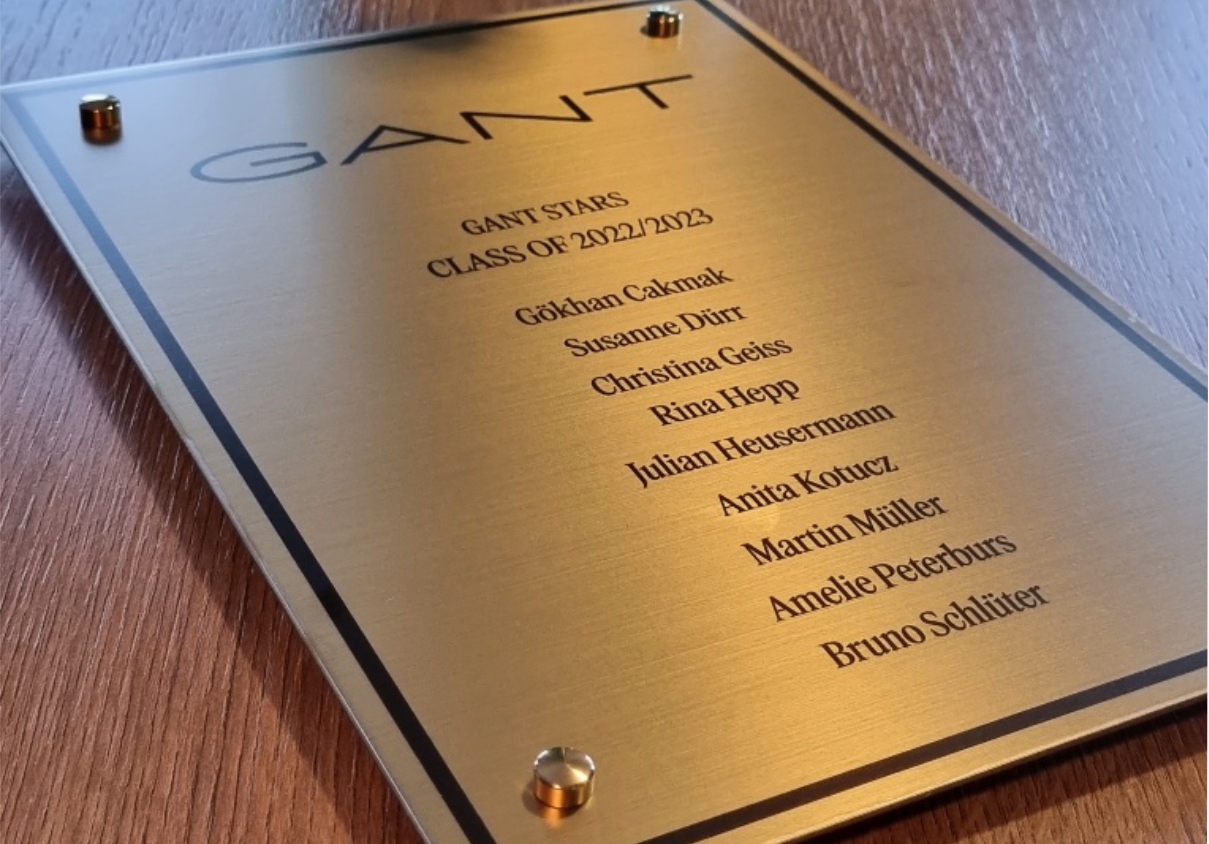 GANT
GANT STARS
CLASS OF 2022/2023
Gökhan Cakmak
Susanne Dürr
Christina Geiss
Rina Hepp
Julian Heusermann
Anita Kotucz
Martin Müller
Amelie Peterburs
Bruno Schlüter